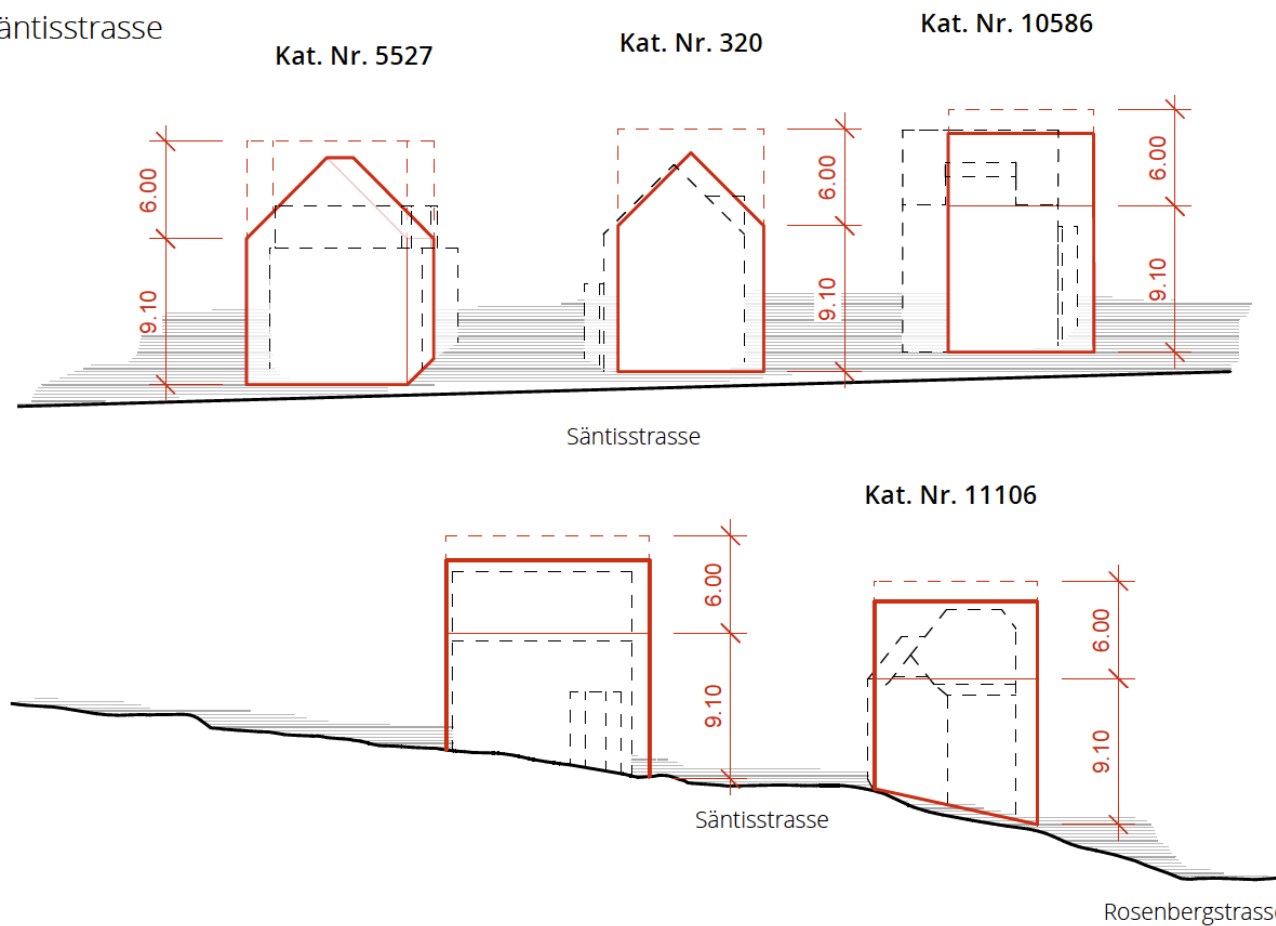 äntisstrasse
Kat. Nr. 5527
Kat. Nr. 320
Kat. Nr. 10586
6.00
9.10
6.00
9.10
6.00
9.10
Säntisstrasse
Kat. Nr. 11106
6.00
9.10
6.00
9.10
Säntisstrasse
Rosenbergstrasse